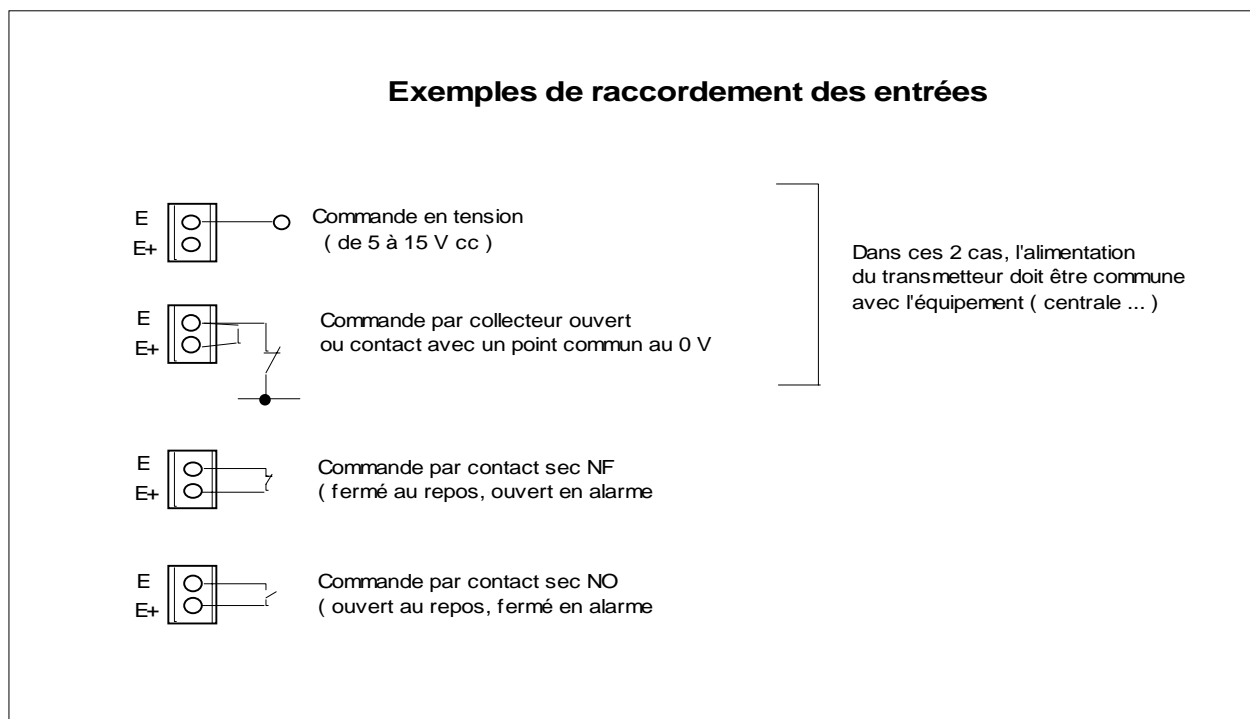 Exemples de raccordement des entrées
E
E+
Commande en tension
( de 5 à 15 V cc )
Dans ces 2 cas, l'alimentation
du transmetteur doit être commune
avec l'équipement ( centrale ... )
E
E+
Commande par collecteur ouvert
ou contact avec un point commun au 0 V
E
E+
Commande par contact sec NF
( fermé au repos, ouvert en alarme
E
E+
Commande par contact sec NO
( ouvert au repos, fermé en alarme